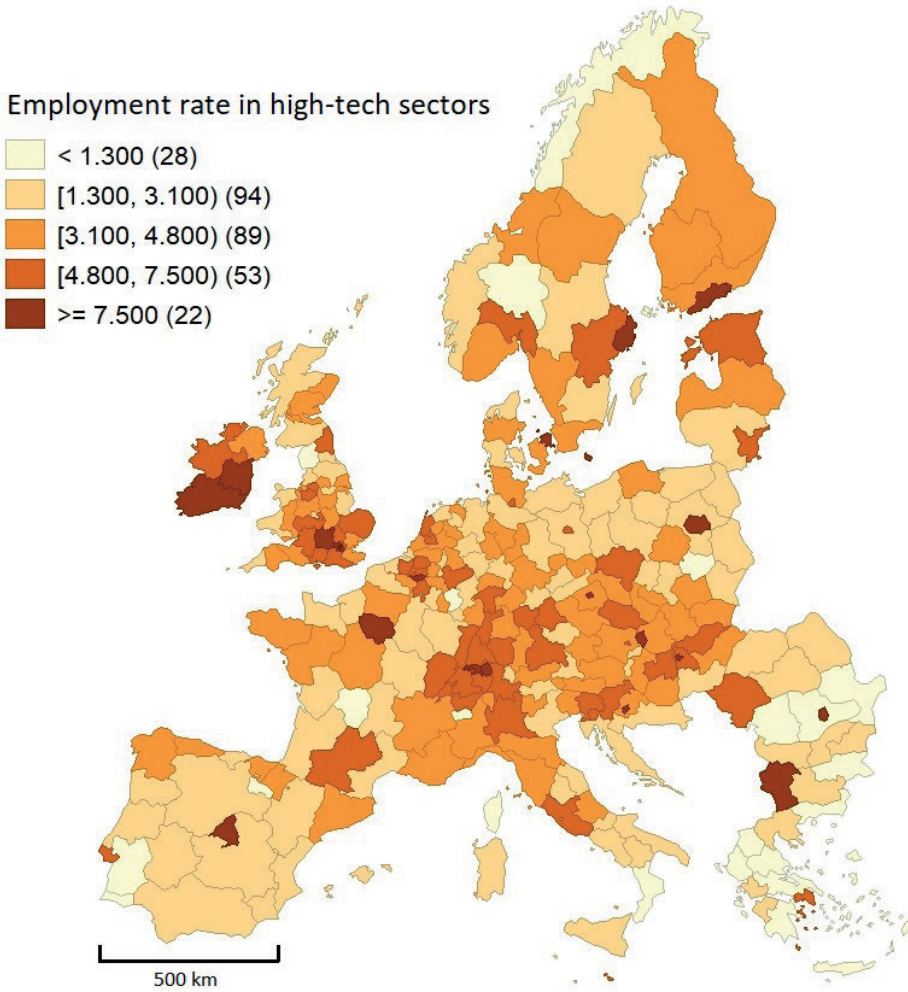 Employment rate in high-tech sectors
< 1.300 (28)
[1.300, 3.100) (94)
[3.100, 4.800) (89)
[4.800, 7.500) (53)
>= 7.500 (22)
500 km